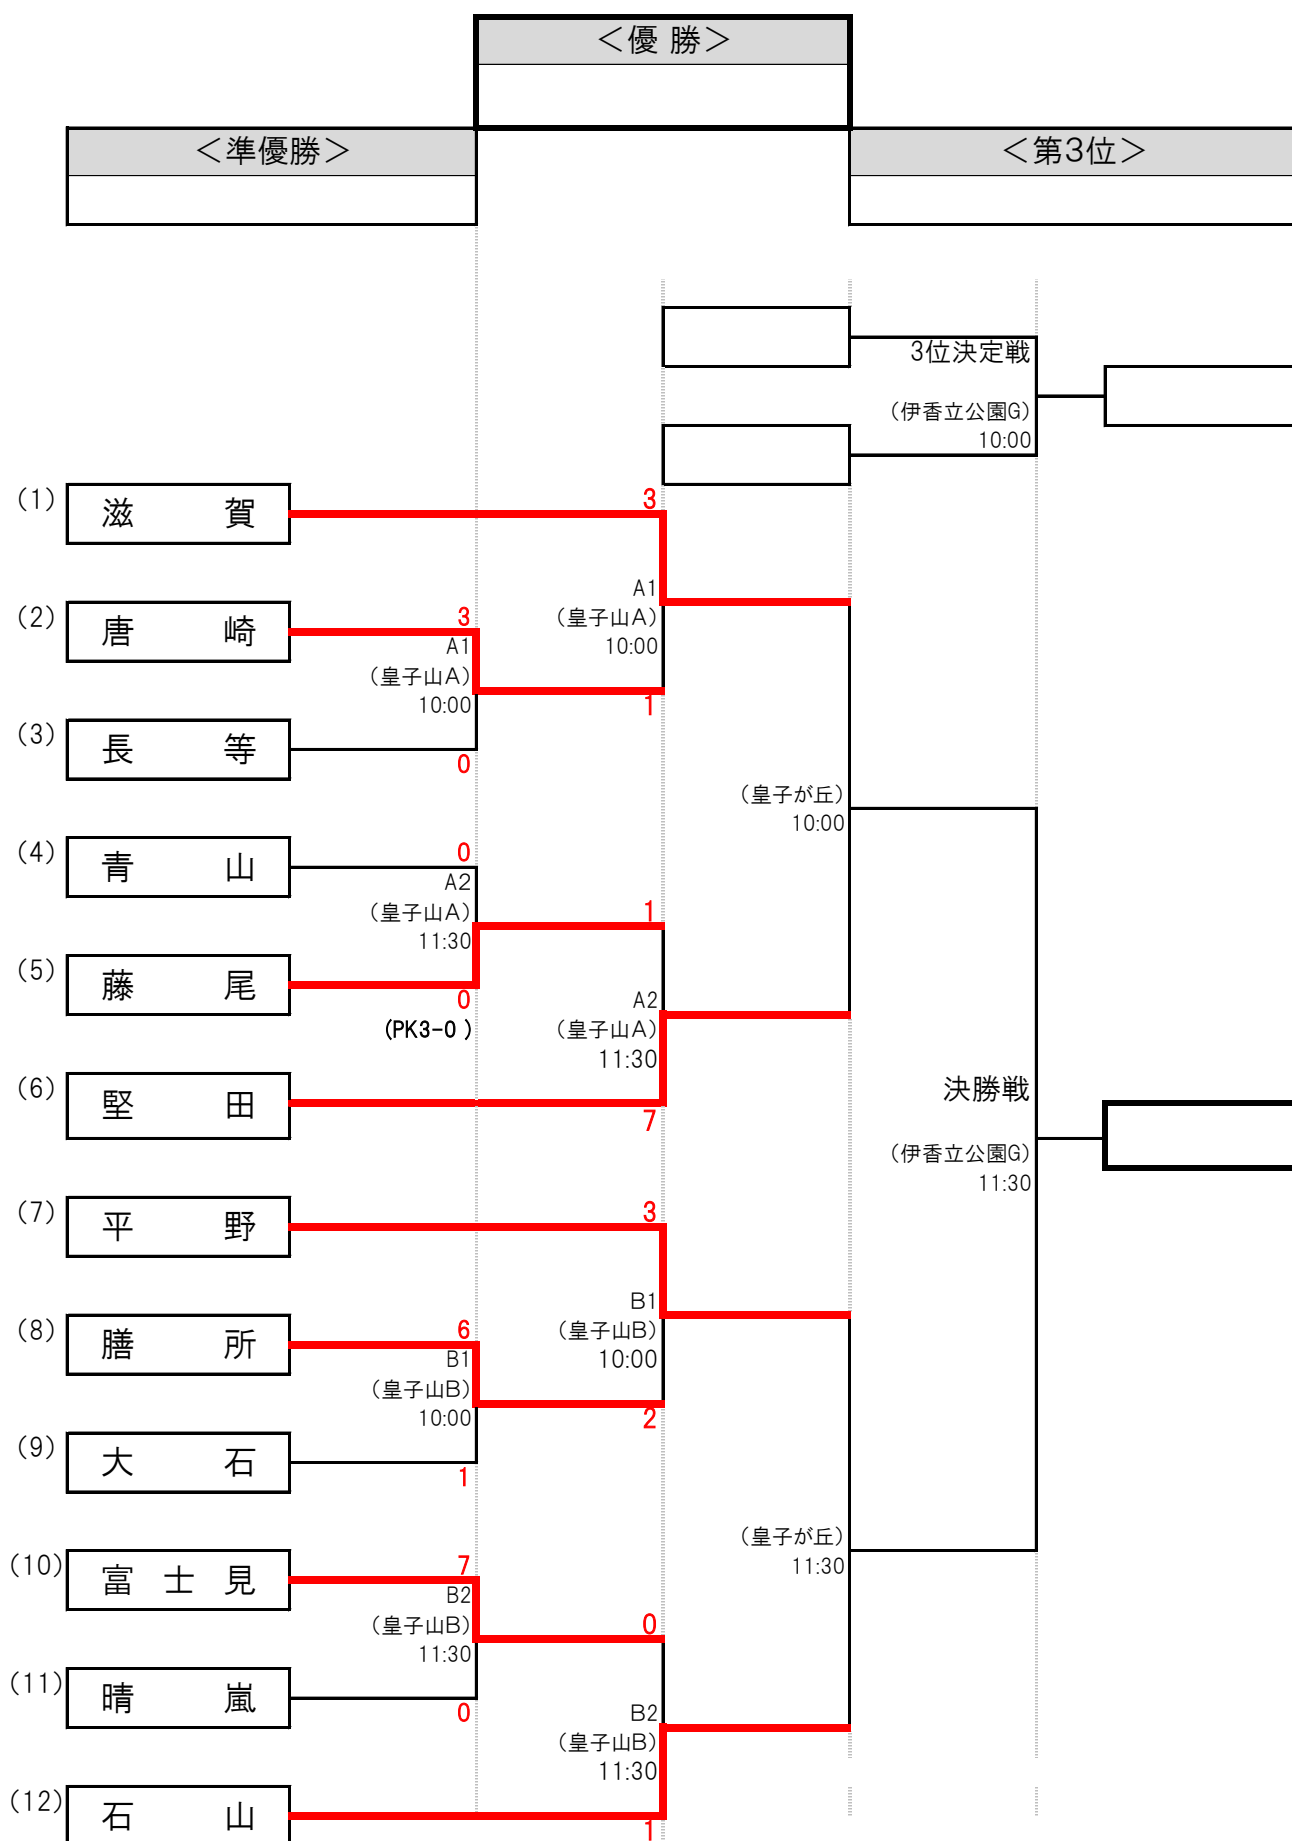 ＜優 勝＞
＜準優勝＞
＜第3位＞
3位決定戦
（伊香立公園G）
10:00
(1)
滋 賀
3
A1
（皇子山A）
10:00
(2)
唐 崎
3
A1
（皇子山A）
10:00
1
(3)
長 等
0
（皇子が丘）
10:00
(4)
青 山
0
A2
（皇子山A）
11:30
1
(5)
藤 尾
0
(PK3-0 )
A2
（皇子山A）
11:30
(6)
堅 田
7
決勝戦
（伊香立公園G）
11:30
(7)
平 野
3
B1
（皇子山B）
10:00
(8)
膳 所
6
B1
（皇子山B）
10:00
2
(9)
大 石
1
（皇子が丘）
11:30
(10)
富 士 見
7
B2
（皇子山B）
11:30
0
(11)
晴 嵐
0
B2
（皇子山B）
11:30
(12)
石 山
1